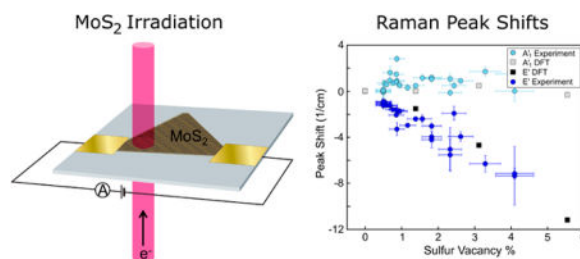 MoS2 Irradiation
MoS2
A
e-
Raman Peak Shifts
A'1 Experiment
A'1 DFT
E' DFT
E' Experiment
Peak Shift (1/cm)
4
0
-4
-8
-12
0
1
2
3
4
5
Sulfur Vacancy %